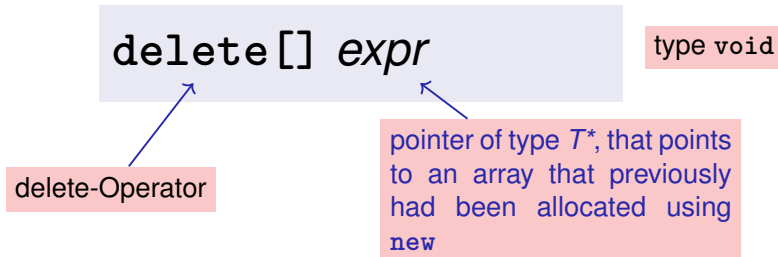 delete[] expr
type void
delete-Operator
pointer of type T*, that points
to an array that previously
had been allocated using
new